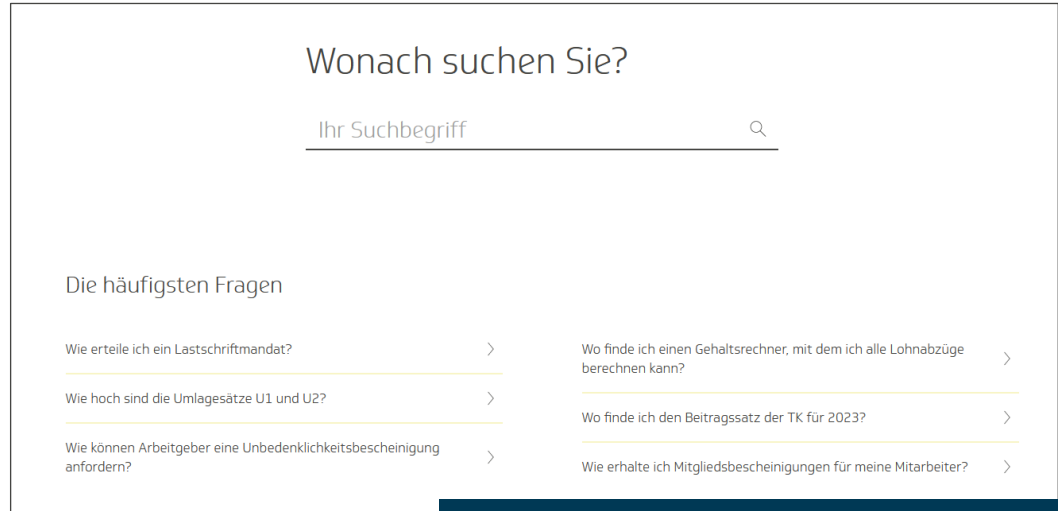 Wonach suchen Sie?
Ihr Suchbegriff
Die häufigsten Fragen
Wie erteile ich ein Lastschriftmandat?
Wie hoch sind die Umlagesätze U1 und U2?
Wie können Arbeitgeber eine Unbedenklichkeitsbescheinigung
anfordern?
Wo finde ich einen Gehaltsrechner, mit dem ich alle Lohnabzüge
berechnen kann?
Wo finde ich den Beitragssatz der TK für 2023?
Wie erhalte ich Mitgliedsbescheinigungen für meine Mitarbeiter?